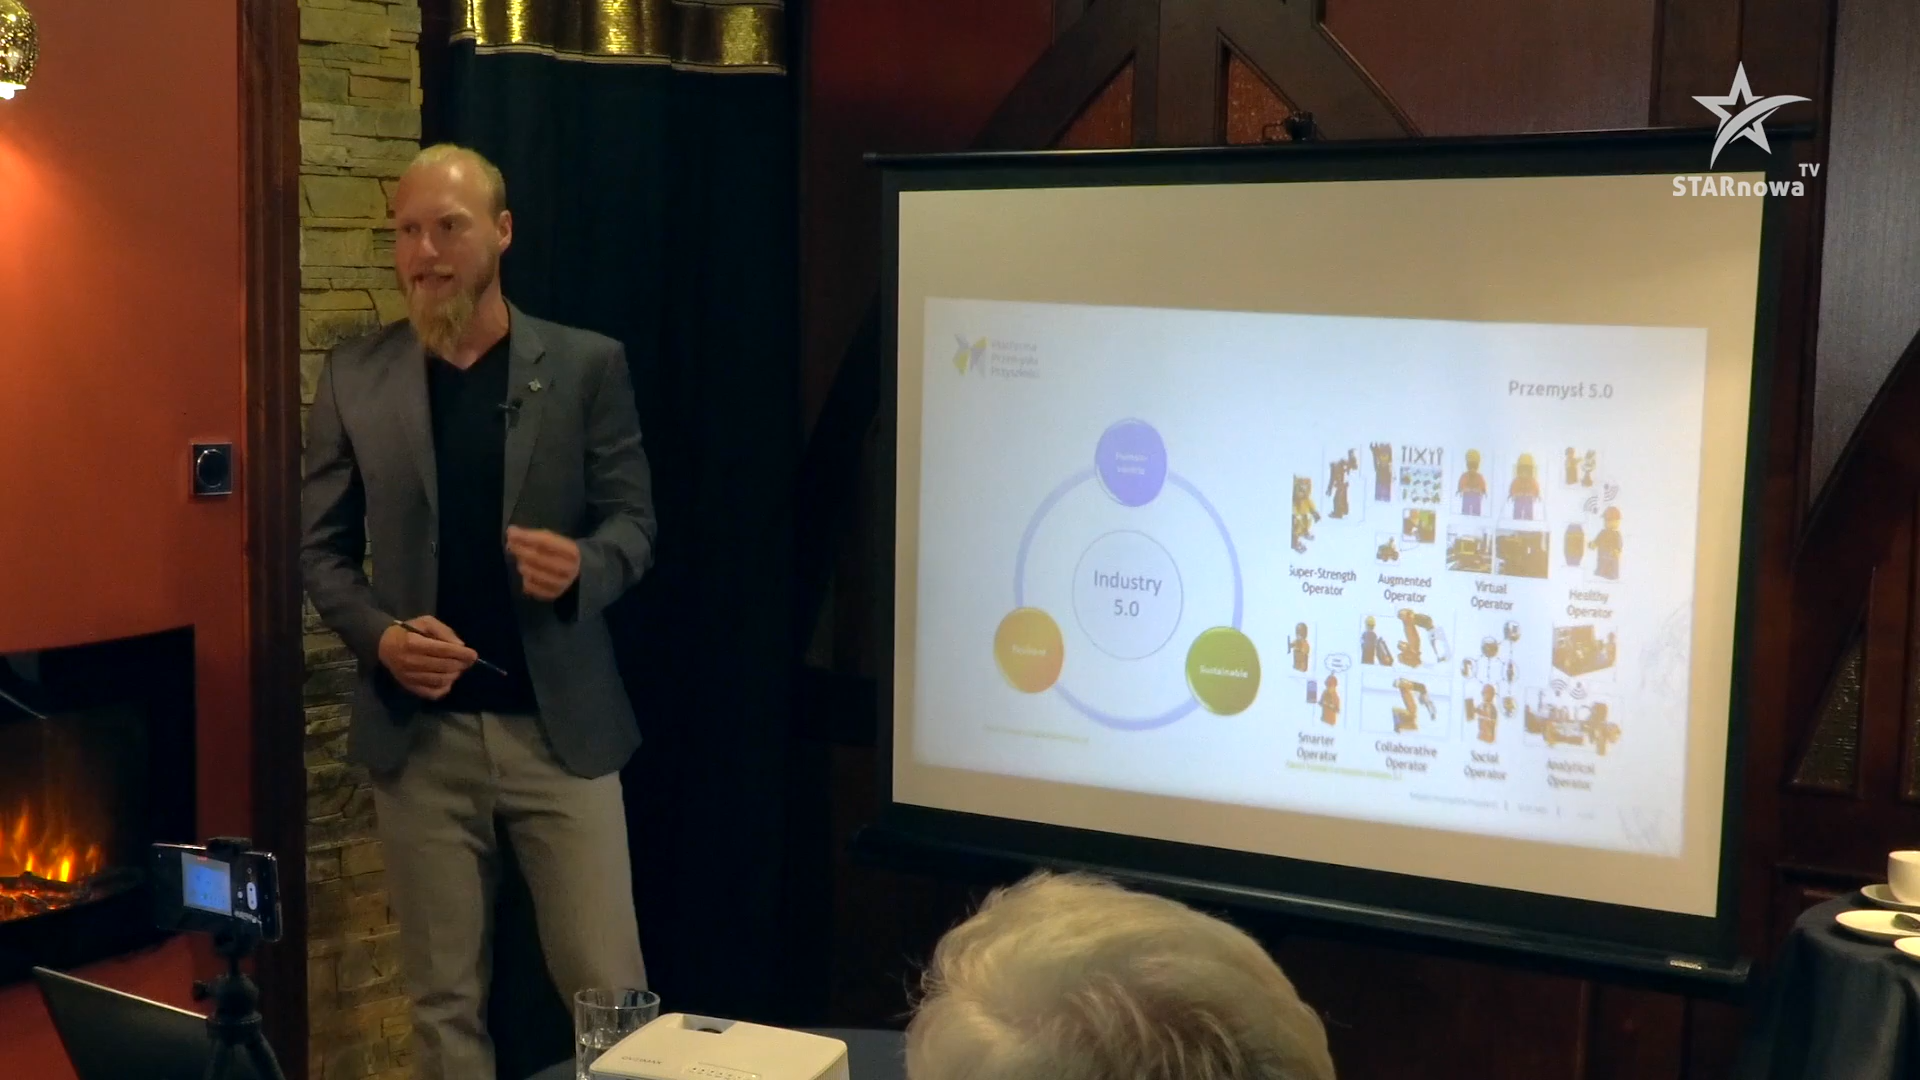 TV
STARnowa
Przemysł 5.0
Industry
5.0
Sustainable
Super-Strength
Operator
Augmented
Operator
Virtual
Operator
Healthy
Operator
Smarter
Operator
Collaborative
Operator
Social
Operator
Analytical
Operator